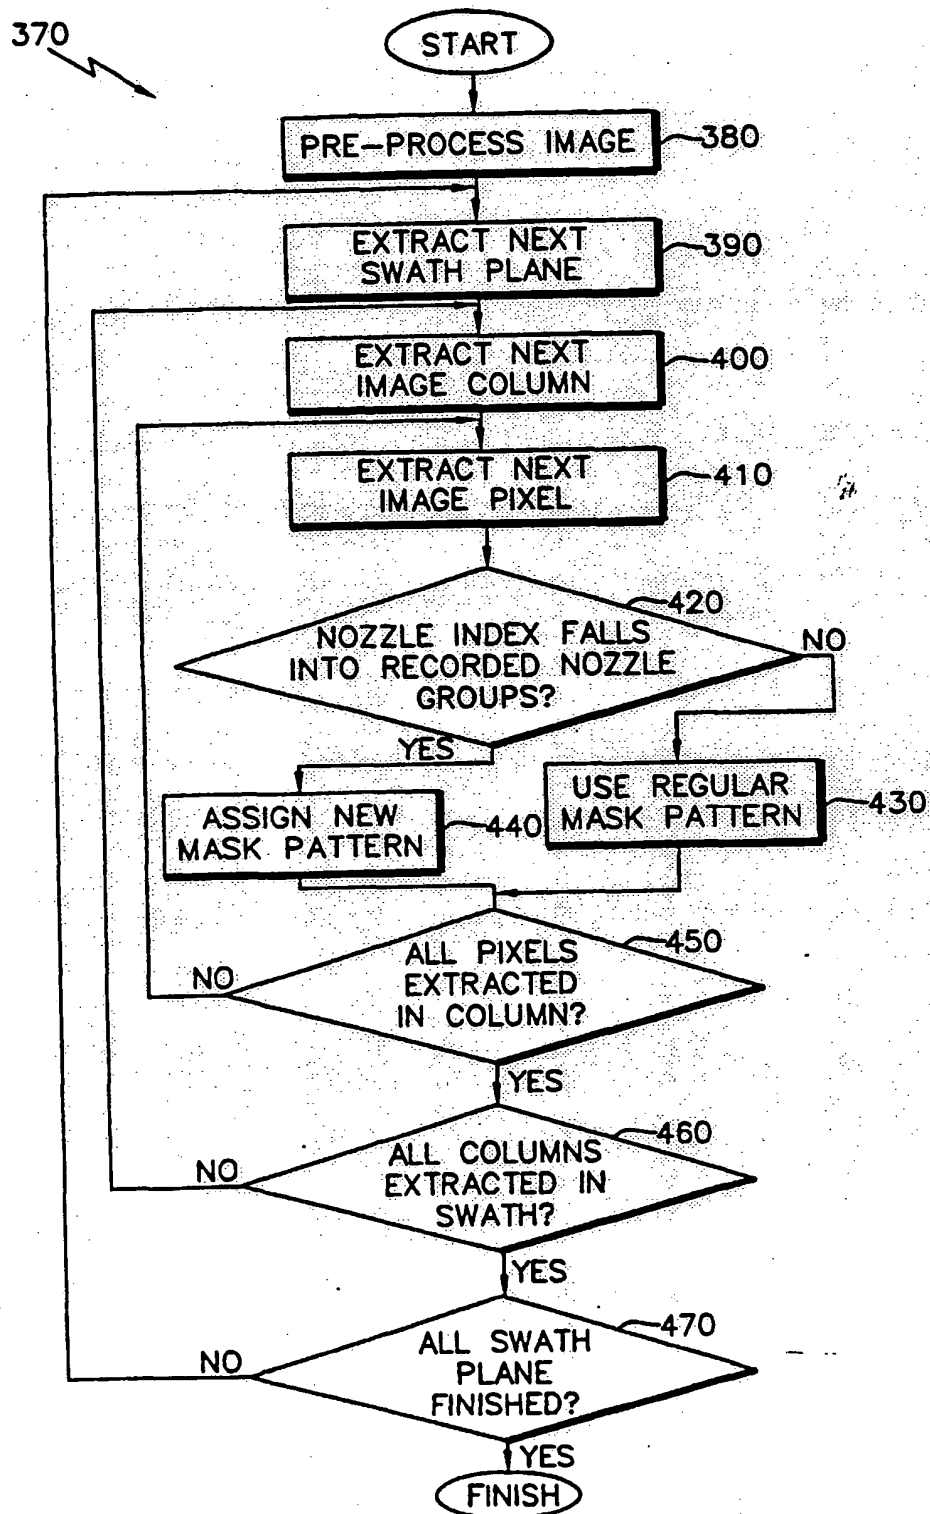 370
START
PRE-PROCESS IMAGE
380
EXTRACT NEXT
SWATH PLANE
390
EXTRACT NEXT
IMAGE COLUMN
400
EXTRACT NEXT
IMAGE PIXEL
410
420
NOZZLE INDEX FALLS
INTO RECORDED NOZZLE
GROUPS?
NO
YES
ASSIGN NEW
MASK PATTERN
440
USE REGULAR
MASK PATTERN
430
450
ALL PIXELS
EXTRACTED
IN COLUMN?
NO
YES
460
ALL COLUMNS
EXTRACTED IN
SWATH?
NO
YES
470
ALL SWATH
PLANE
FINISHED?
NO
YES
FINISH